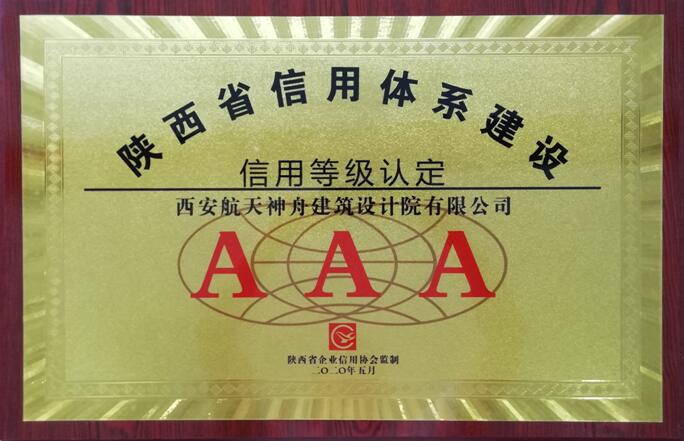 陕西省信用体系建设
信用等级认定
西安航天神舟建筑设计院有限公司
AAA
陕西省企业信用协会监制
二〇二〇年五月